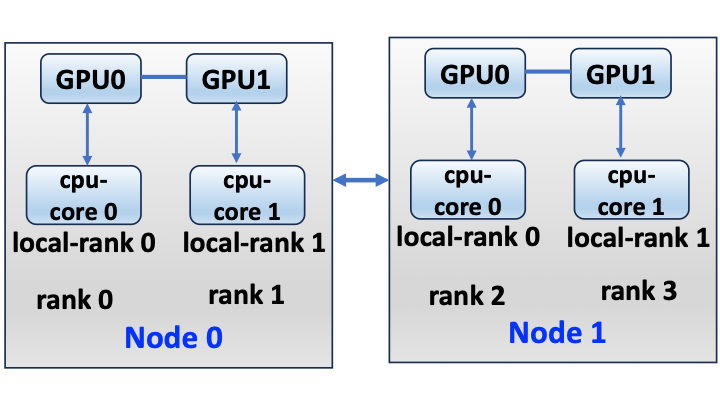 GPU0
GPU1
cpu-
core 0
cpu-
core 1
local-rank 0
local-rank 1
rank 0
rank 1
Node 0
GPU0
GPU1
cpu-
core 0
cpu-
core 1
local-rank 0
local-rank 1
rank 2
rank 3
Node 1